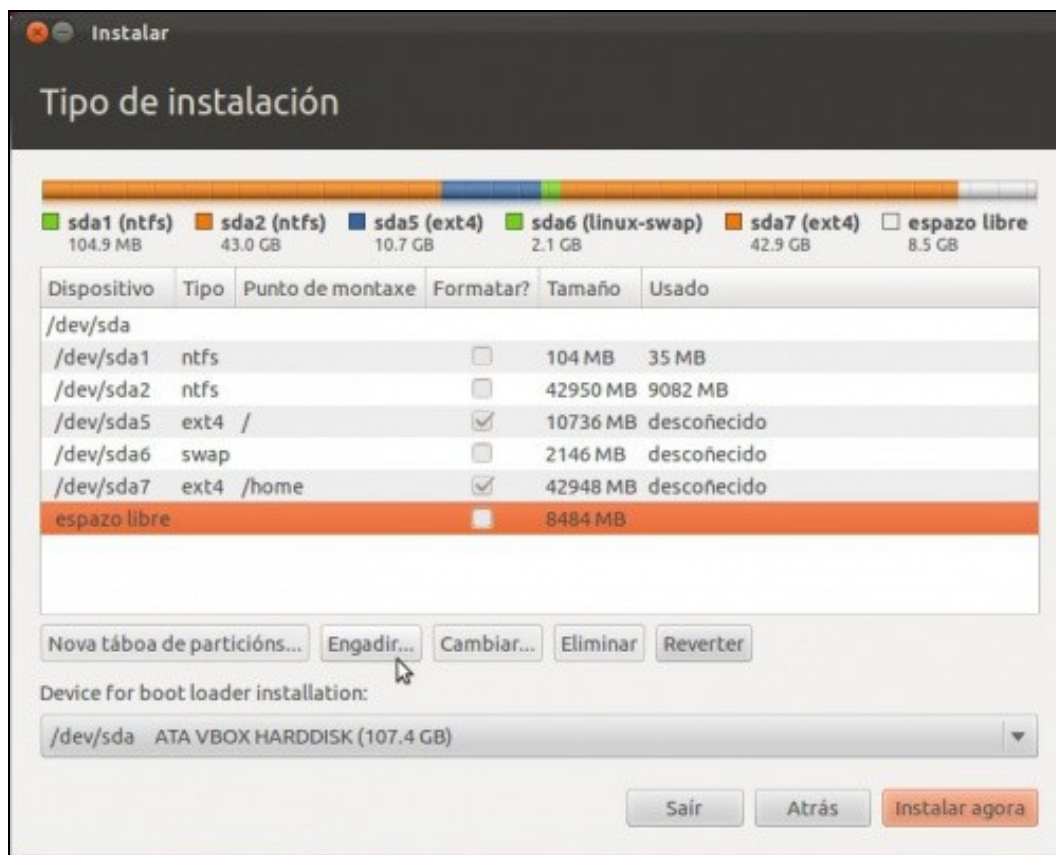 Instalar
Tipo de instalación
sda1 (ntfs) sda2 (ntfs) sda5 (ext4) sda6 (linux-swap) sda7 (ext4) espazo libre
104.9 MB 43.0 GB 10.7 GB 2.1 GB 42.9 GB 8.5 GB
Dispositivo Tipo Punto de montaxe Formatar? Tamaño Usado
/dev/sda
/dev/sda1 ntfs 104 MB 35 MB
/dev/sda2 ntfs 42950 MB 9082 MB
/dev/sda5 ext4 / 10736 MB descoñecido
/dev/sda6 swap 2146 MB descoñecido
/dev/sda7 ext4 /home 42948 MB descoñecido
espazo libre 8484 MB
Nova táboa de particións... Engadir... Cambiar... Eliminar Reverter
Device for boot loader installation:
/dev/sda ATA VBOX HARDDISK (107.4 GB)
Saír Atrás Instalar agora